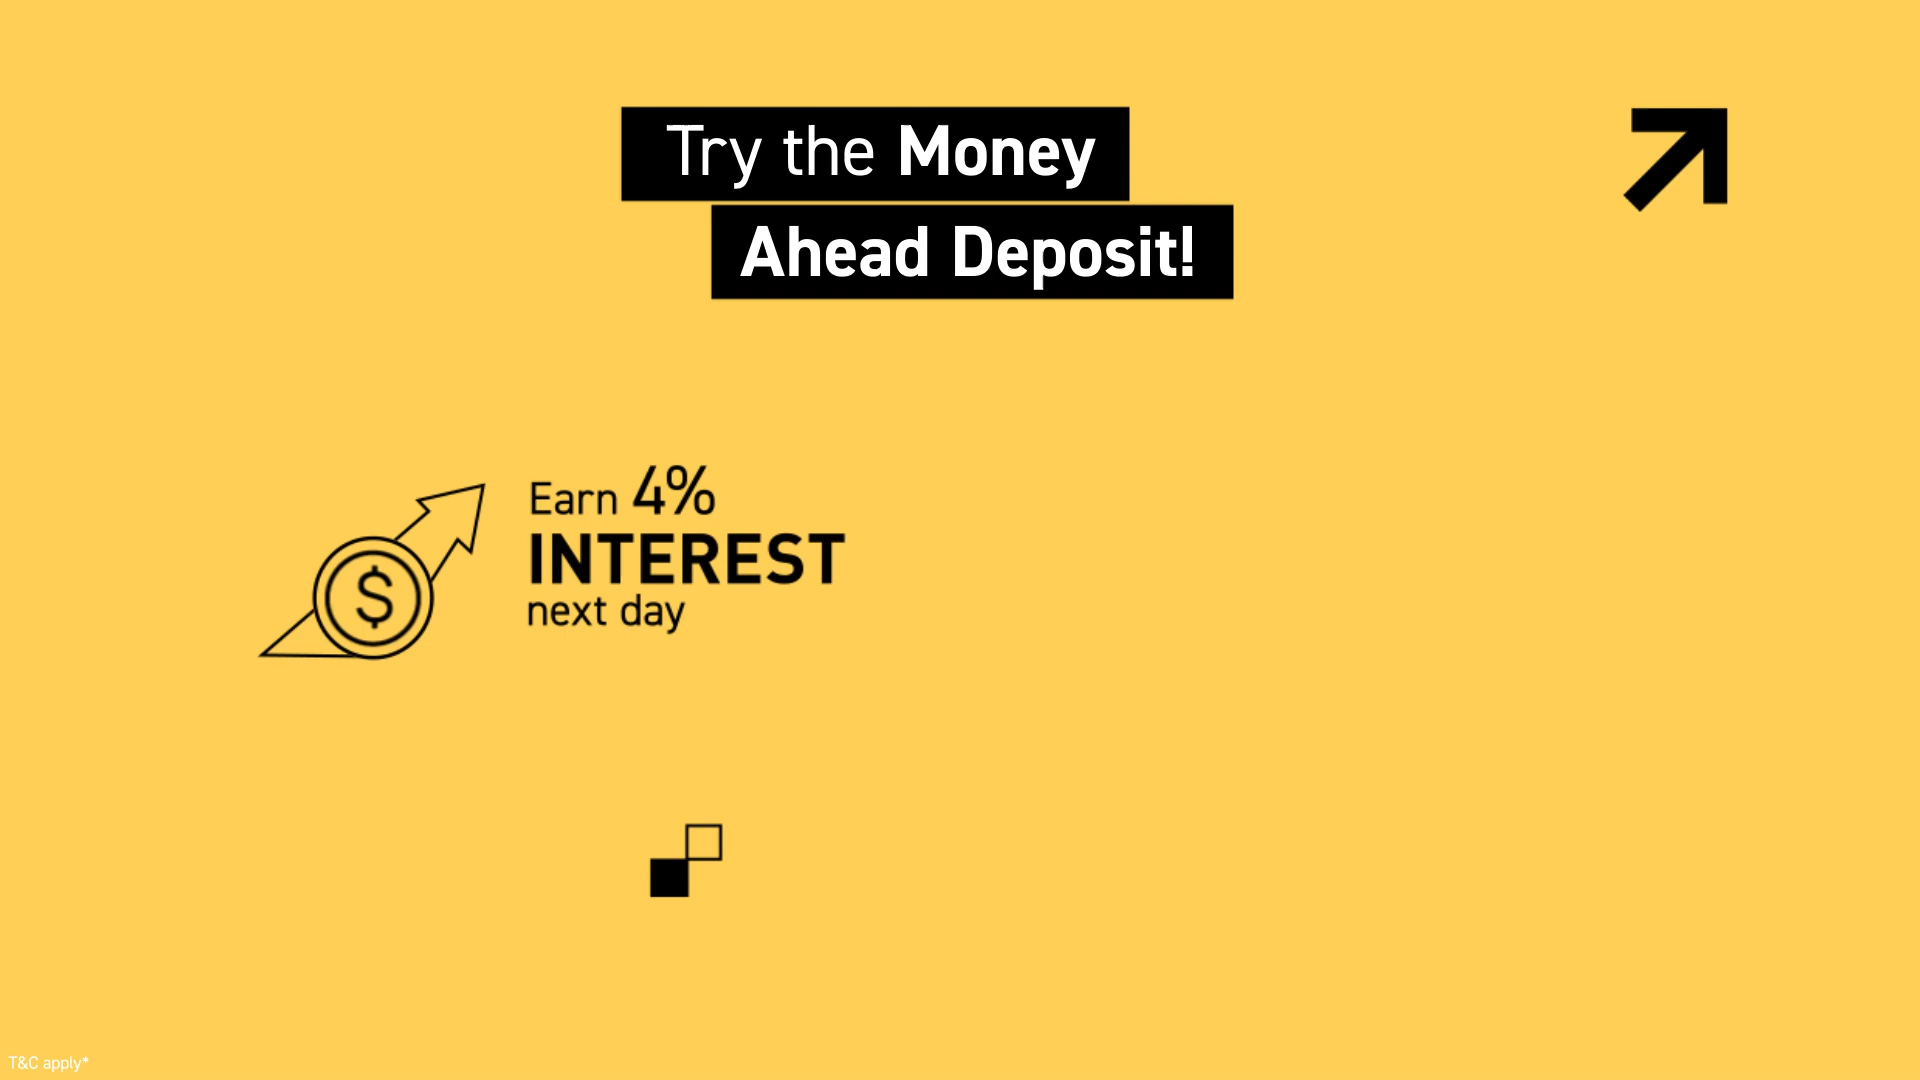 Try the Money
Ahead Deposit!
Earn 4%
INTEREST
next day
$
T&C apply*